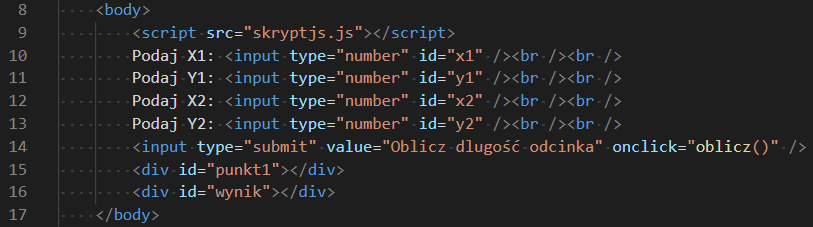 8 <body>
9 <script src="skryptjs.js"></script>
10 Podaj X1: <input type="number" id="x1" /><br /><br />
11 Podaj Y1: <input type="number" id="y1" /><br /><br />
12 Podaj X2: <input type="number" id="x2" /><br /><br />
13 Podaj Y2: <input type="number" id="y2" /><br /><br />
14 <input type="submit" value="Oblicz dlugość odcinka" onclick="oblicz()" />
15 <div id="punkt1"></div>
16 <div id="wynik"></div>
17 </body>